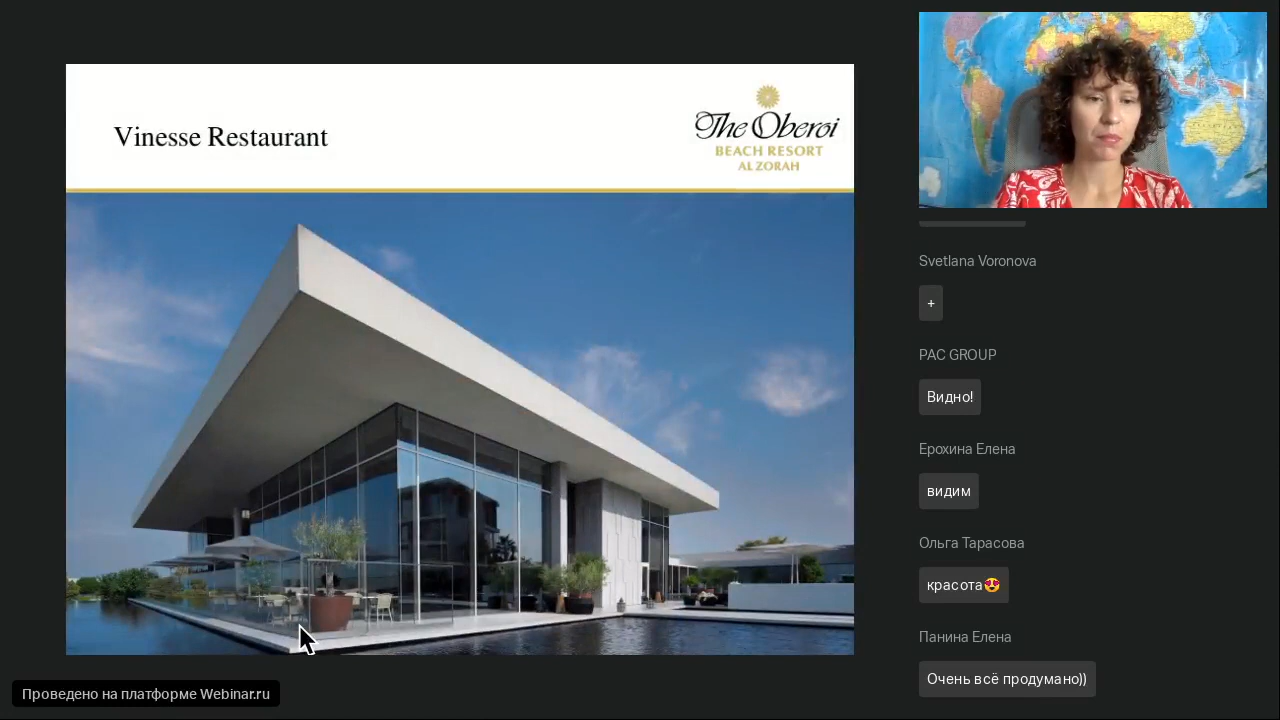 Vinesse Restaurant
The Oberoi
BEACH RESORT
AL ZORAH
Svetlana Voronova
+
PAC GROUP
Видно!
Ерохина Елена
видим
Ольга Тарасова
красота😍
Панина Елена
Очень всё продумано))
Проведено на платформе Webinar.ru